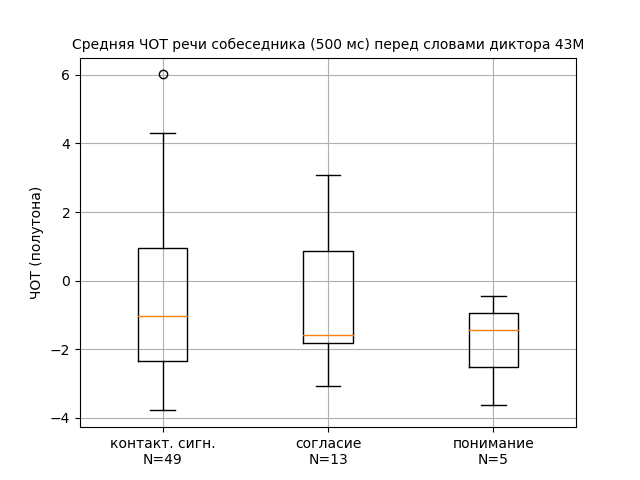 Средняя ЧОТ речи собеседника (500 мс) перед словами диктора 43М
ЧОТ (полутона)
6
4
2
0
−2
−4
контакт. сигн.
N=49
согласие
N=13
понимание
N=5